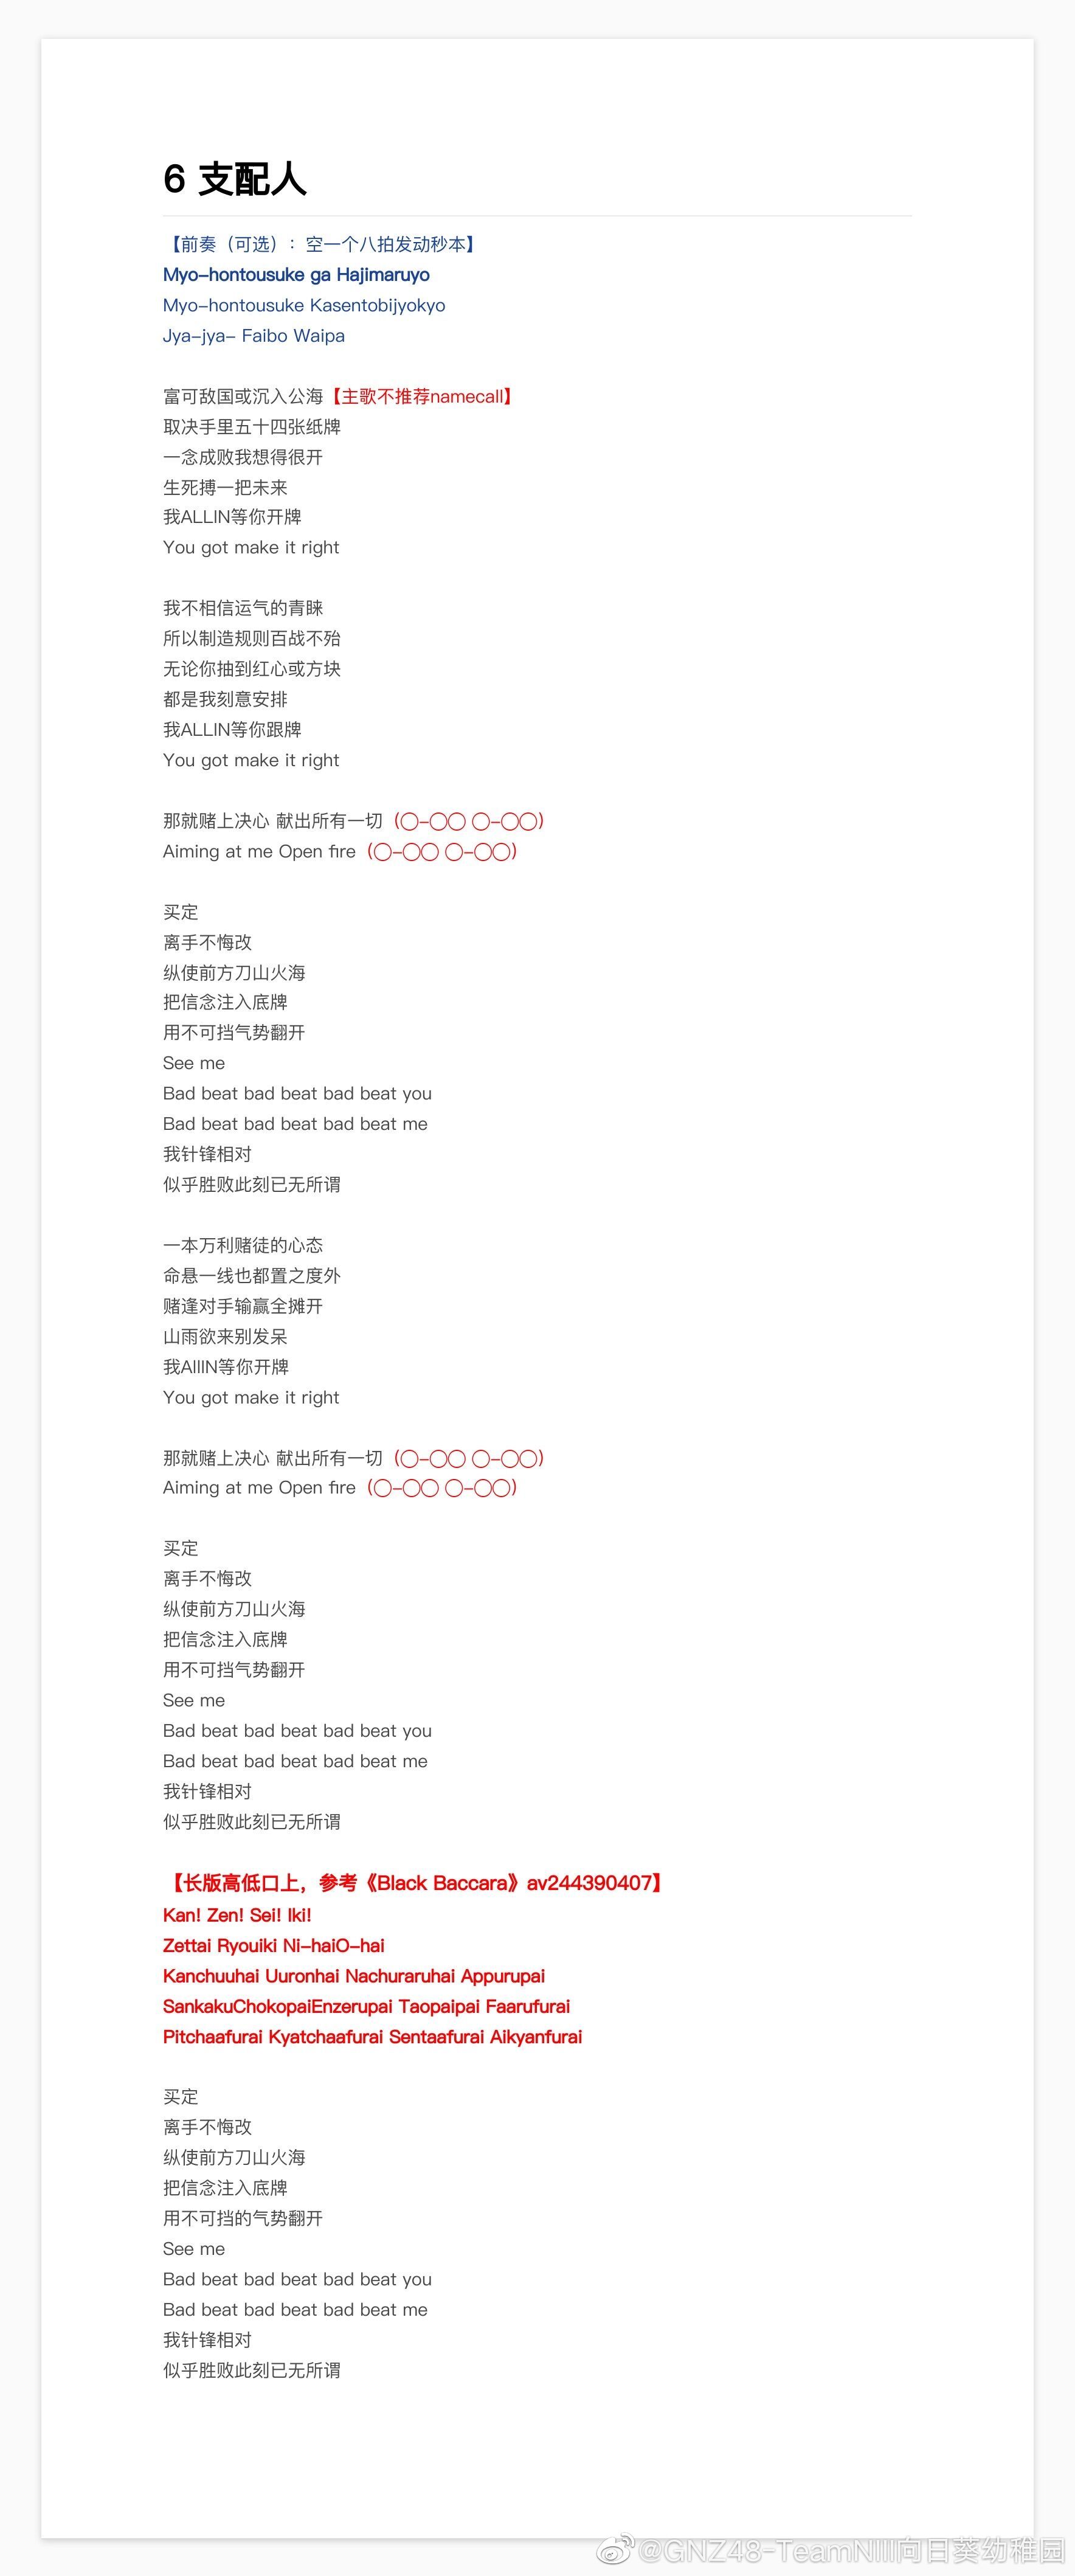 6 支配人
【前奏（可选）：空一个八拍发动秒本】
Myo-hontousuke ga Hajimaruyo
Myo-hontousuke Kasentobijyokyo
Jya-jya- Faibo Waipa
富可敌国或沉入公海【主歌不推荐namecall】
取决手里五十四张纸牌
一念成败我想得很开
生死搏一把未来
我ALLIN等你开牌
You got make it right
我不相信运气的青睐
所以制造规则百战不殆
无论你抽到红心或方块
都是我刻意安排
我ALLIN等你跟牌
You got make it right
那就赌上决心 献出所有一切（◯-◯◯ ◯-◯◯）
Aiming at me Open fire（◯-◯◯ ◯-◯◯）
买定
离手不悔改
纵使前方刀山火海
把信念注入底牌
用不可挡气势翻开
See me
Bad beat bad beat bad beat you
Bad beat bad beat bad beat me
我针锋相对
似乎胜败此刻已无所谓
一本万利赌徒的心态
命悬一线也都置之度外
赌逢对手输赢全摊开
山雨欲来别发呆
我AllIN等你开牌
You got make it right
那就赌上决心 献出所有一切（◯-◯◯ ◯-◯◯）
Aiming at me Open fire（◯-◯◯ ◯-◯◯）
买定
离手不悔改
纵使前方刀山火海
把信念注入底牌
用不可挡气势翻开
See me
Bad beat bad beat bad beat you
Bad beat bad beat bad beat me
我针锋相对
似乎胜败此刻已无所谓
【长版高低口上，参考《Black Baccara》av244390407】
Kan! Zen! Sei! Iki!
Zettai Ryouiki Ni-haiO-hai
Kanchuuhai Uuronhai Nachuraruhai Appurupai
SankakuChokopaiEnzerupai Taopaipai Faarufurai
Pitchaafurai Kyatchaafurai Sentaafurai Aikyanfurai
买定
离手不悔改
纵使前方刀山火海
把信念注入底牌
用不可挡的气势翻开
See me
Bad beat bad beat bad beat you
Bad beat bad beat bad beat me
我针锋相对
似乎胜败此刻已无所谓
@GNZ48-TeamNIII向日葵幼稚园